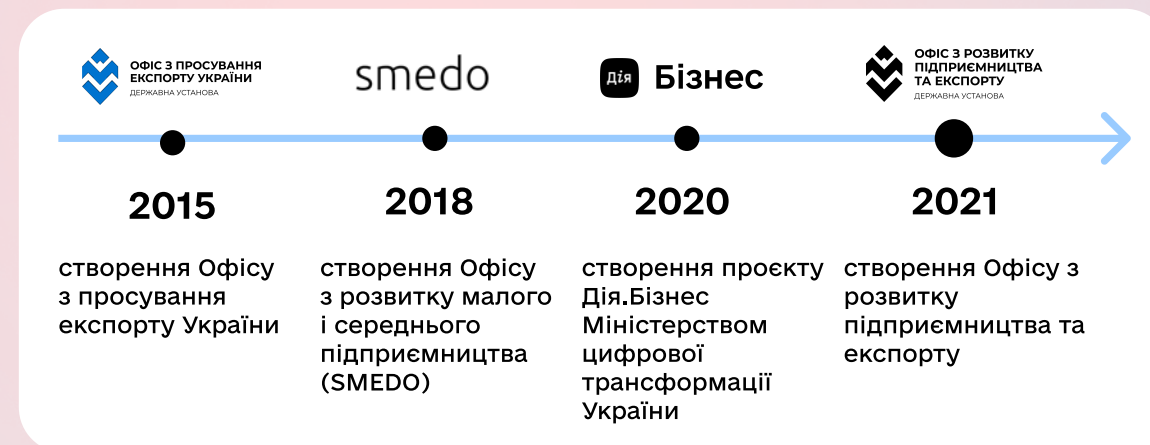 ОФІС З ПРОСУВАННЯ
ЕКСПОРТУ УКРАЇНИ
ДЕРЖАВНА УСТАНОВА
smedo
Дія Бізнес
ОФІС З РОЗВИТКУ
ПІДПРИЄМНИЦТВА
ТА ЕКСПОРТУ
ДЕРЖАВНА УСТАНОВА
2015
створення Офісу
з просування
експорту України
2018
створення Офісу
з розвитку малого
і середнього
підприємництва
(SMEDO)
2020
створення проєкту
Дія.Бізнес
Міністерством
цифрової
трансформації
України
2021
створення Офісу з
розвитку
підприємництва та
експорту